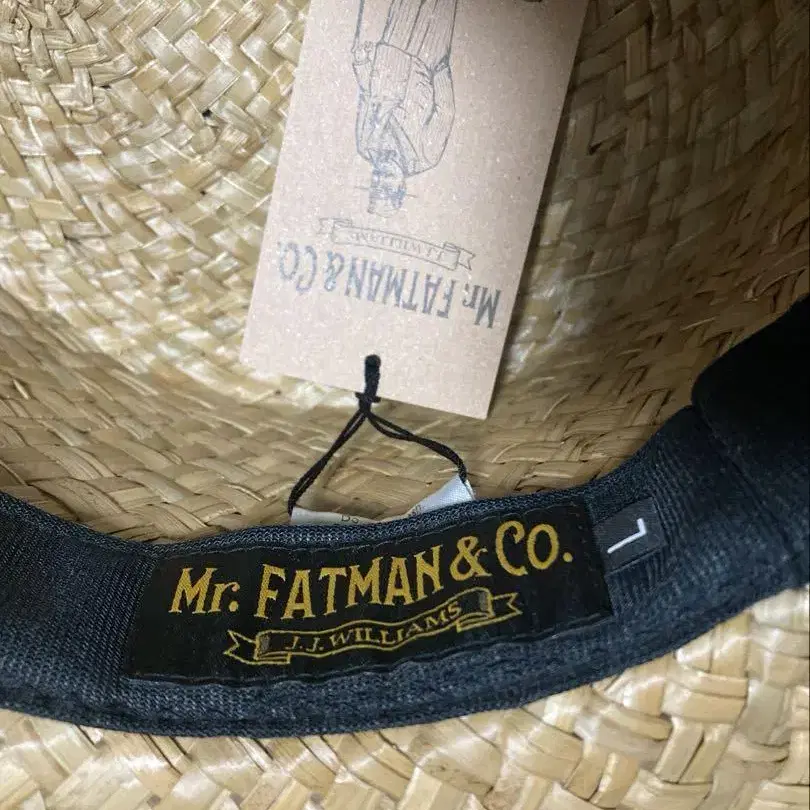 J.J.WILLIAMS
Mr. FATMAN & CO.
Mr. FATMAN & CO.
J.J. WILLIAMS
L